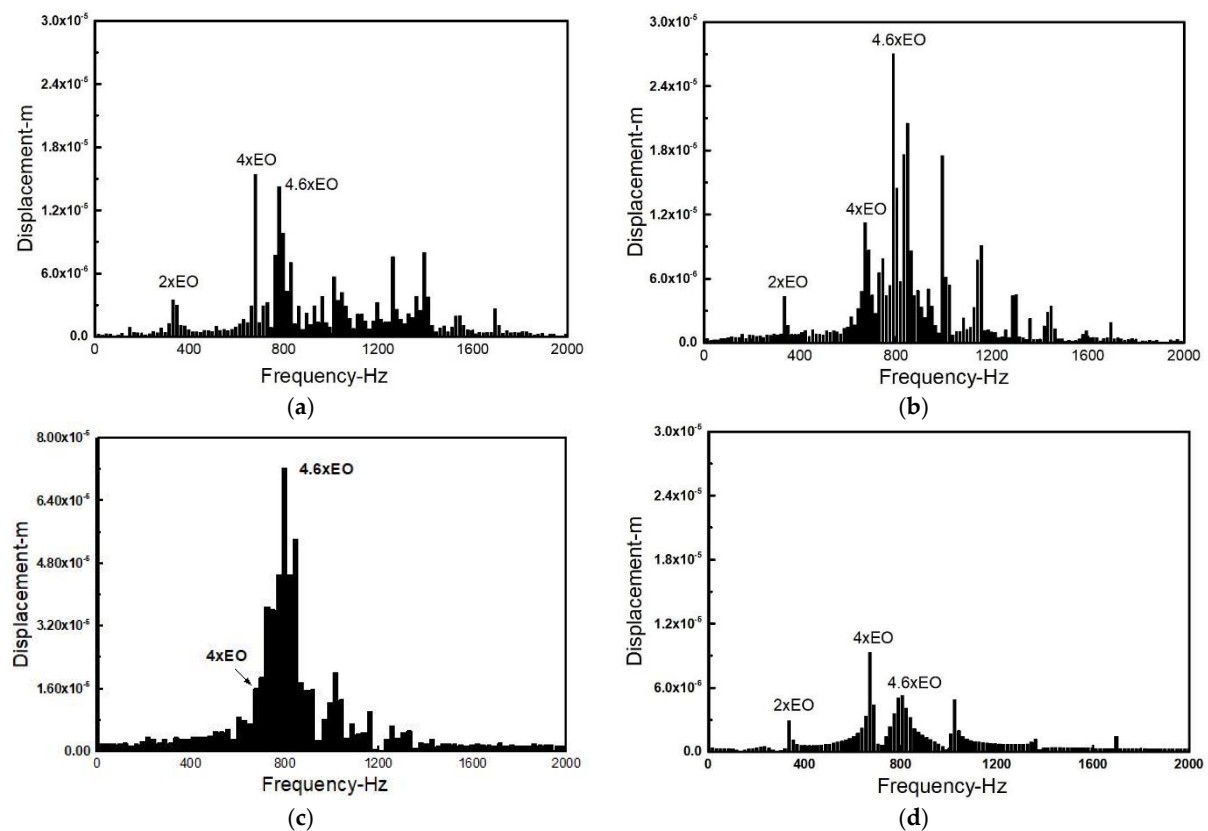 3.0x10⁻⁵
2.4x10⁻⁵
1.8x10⁻⁵
1.2x10⁻⁵
6.0x10⁻⁶
0.0
Displacement-m
2xEO
4xEO
4.6xEO
0 400 800 1200 1600 2000
Frequency-Hz
(a)
3.0x10⁻⁵
2.4x10⁻⁵
1.8x10⁻⁵
1.2x10⁻⁵
6.0x10⁻⁶
0.0
Displacement-m
2xEO
4xEO
4.6xEO
0 400 800 1200 1600 2000
Frequency-Hz
(b)
8.00x10⁻⁵
6.40x10⁻⁵
4.80x10⁻⁵
3.20x10⁻⁵
1.60x10⁻⁵
0.00
Displacement-m
4xEO
4.6xEO
0 400 800 1200 1600 2000
Frequency-Hz
(c)
3.0x10⁻⁵
2.4x10⁻⁵
1.8x10⁻⁵
1.2x10⁻⁵
6.0x10⁻⁶
0.0
Displacement-m
2xEO
4xEO
4.6xEO
0 400 800 1200 1600 2000
Frequency-Hz
(d)